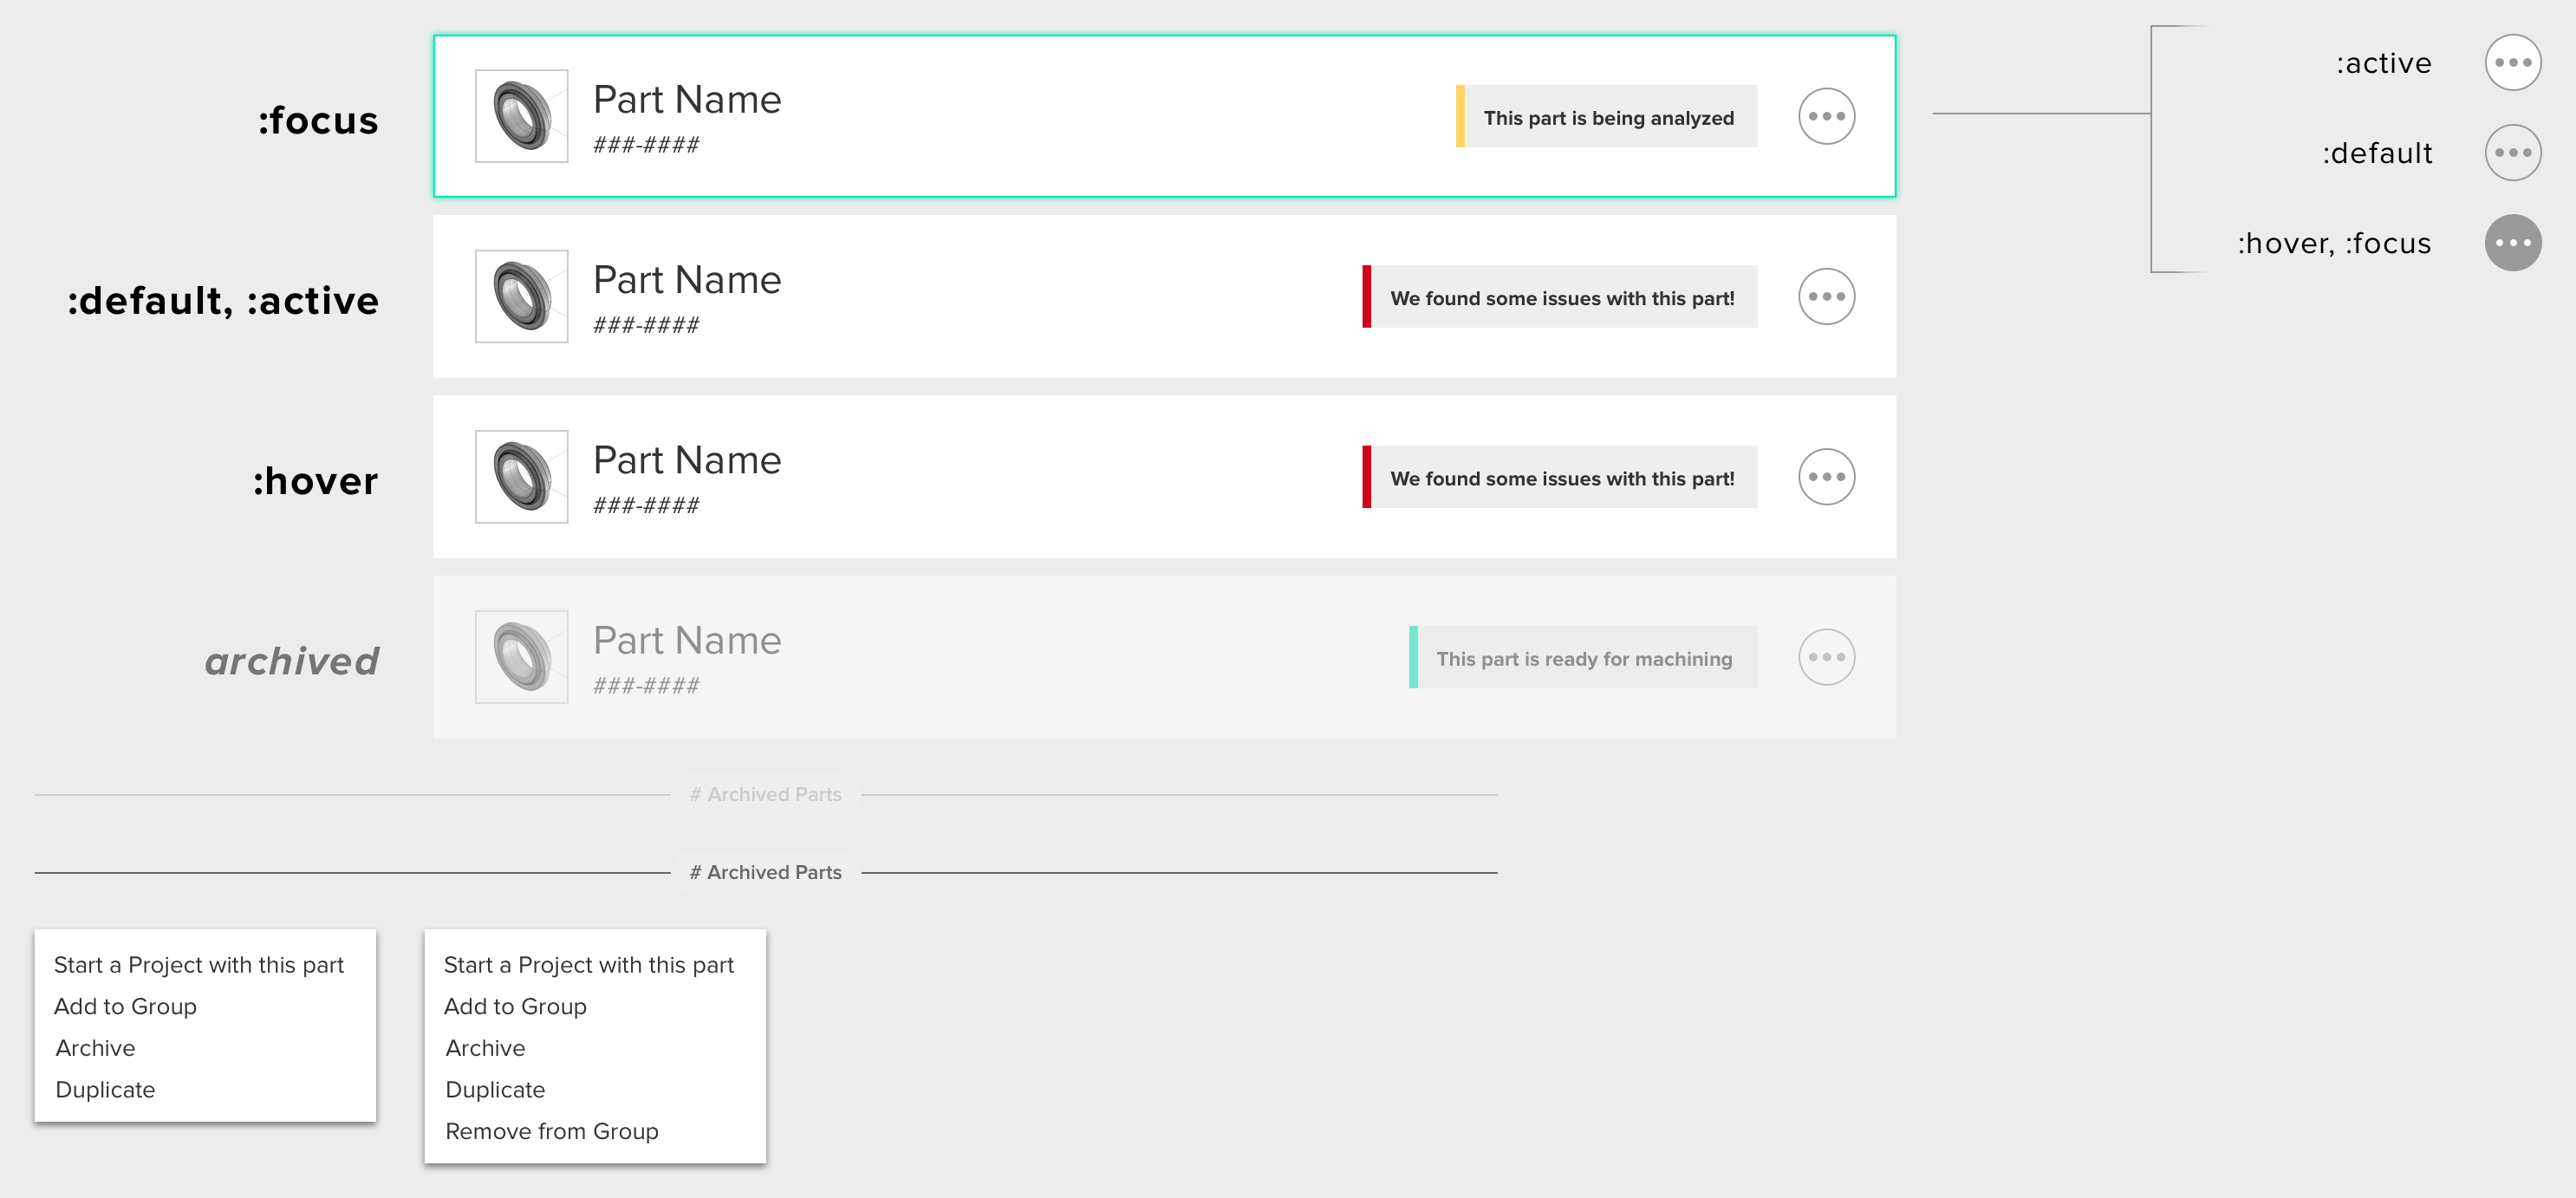 :focus
Part Name
###-####
This part is being analyzed
:active
:default
:hover, :focus
:default, :active
Part Name
###-####
We found some issues with this part!
:hover
Part Name
###-####
We found some issues with this part!
archived
Part Name
###-####
This part is ready for machining
# Archived Parts
# Archived Parts
Start a Project with this part
Add to Group
Archive
Duplicate
Start a Project with this part
Add to Group
Archive
Duplicate
Remove from Group